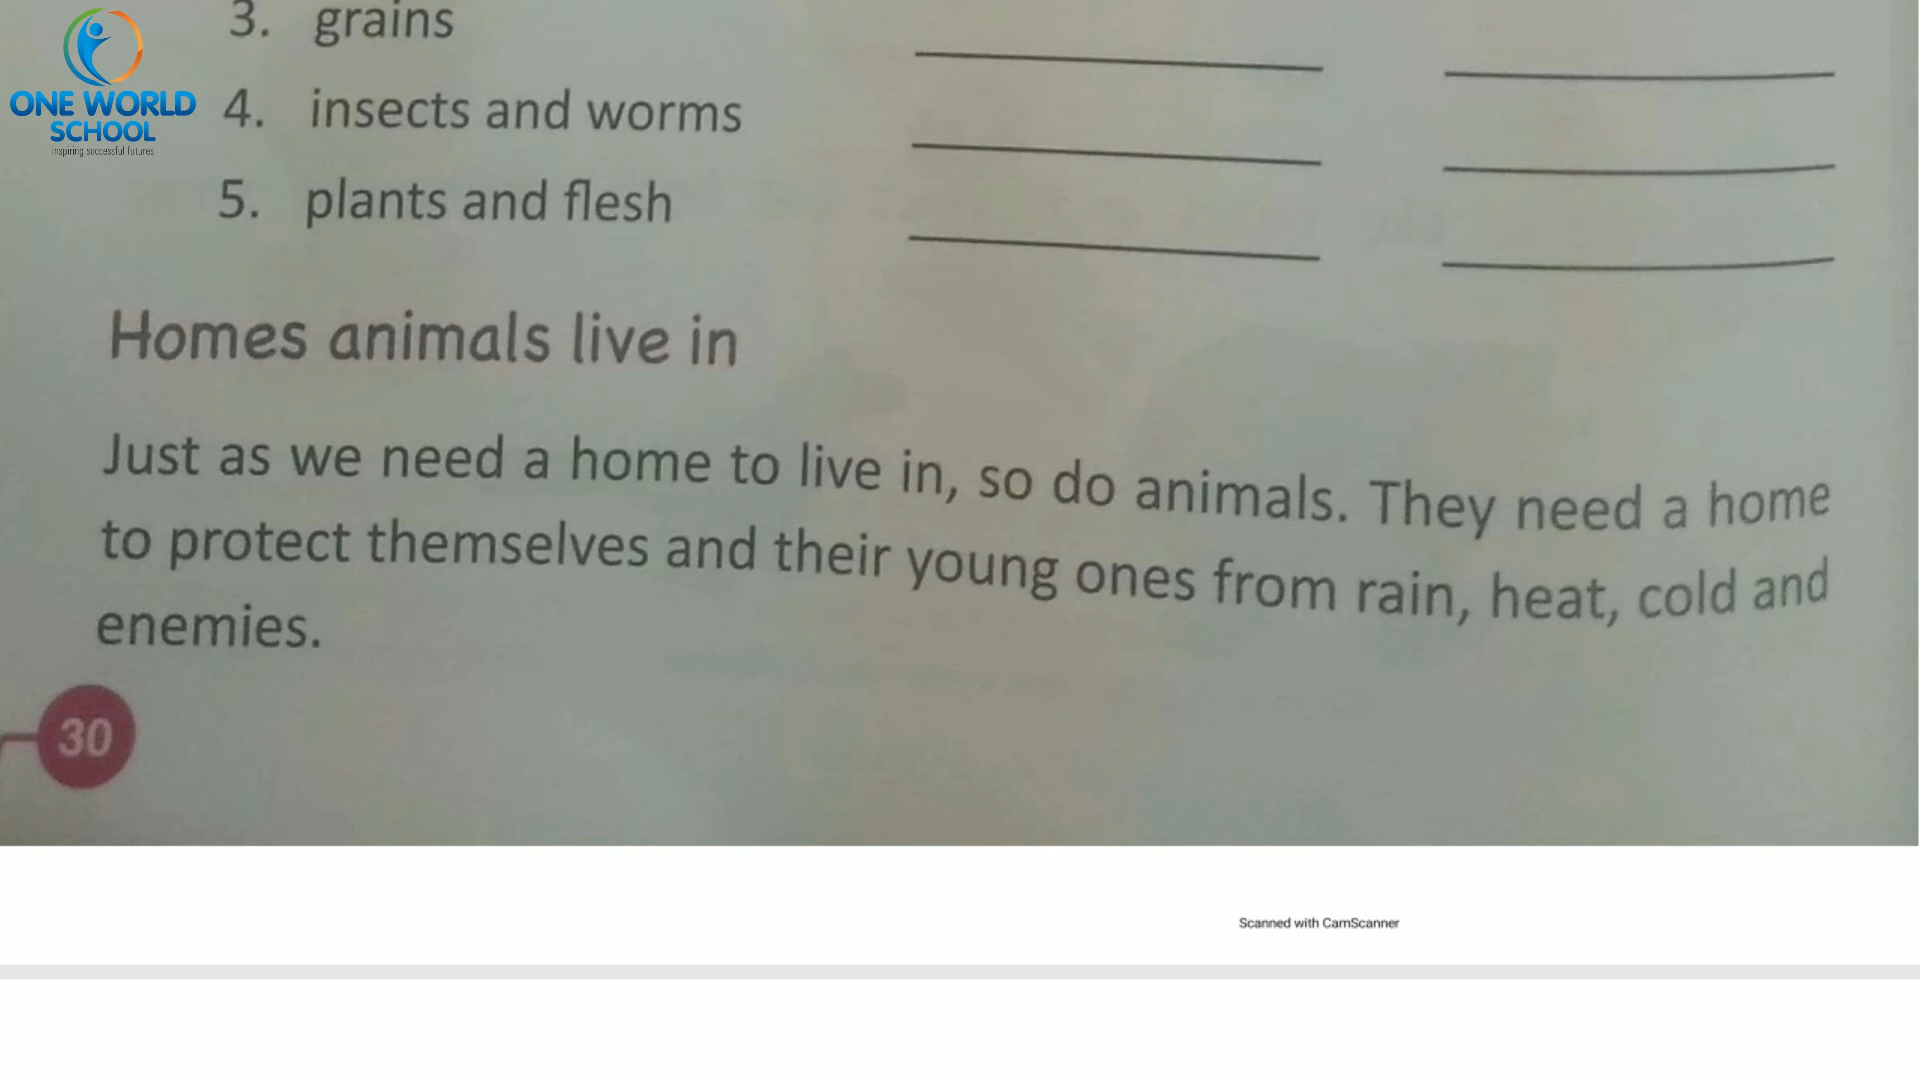 3. grains
ONE WORLD
SCHOOL
Inspiring successful futures
4. insects and worms
5. plants and flesh
Homes animals live in
Just as we need a home to live in, so do animals. They need a home
to protect themselves and their young ones from rain, heat, cold and
enemies.
30
Scanned with CamScanner